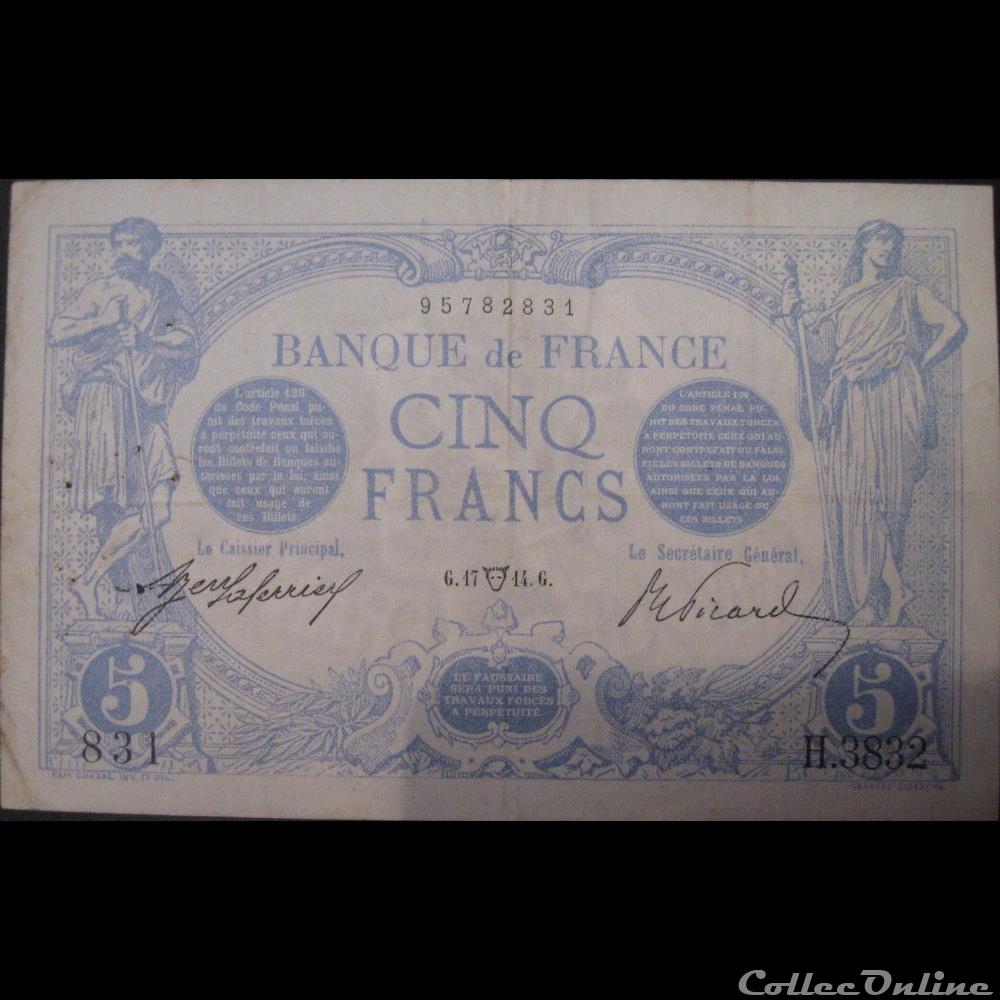 95782831
BANQUE de FRANCE
CINQ
FRANCS
L'article 139
du Code Pénal pu-
nit des travaux forcés
à perpétuité ceux qui au-
ront contrefait ou falsifié
les Billets de Banques au-
torisées par la loi, ainsi
que ceux qui auront
fait usage de
ces Billets.
L'ARTICLE 139
DU CODE PÉNAL PU-
NIT DES TRAVAUX FORCÉS
A PERPÉTUITÉ CEUX QUI AU-
RONT CONTREFAIT OU FALSI-
FIÉ LES BILLETS DE BANQUES
AUTORISÉES PAR LA LOI,
AINSI QUE CEUX QUI AU-
RONT FAIT USAGE DE
CES BILLETS
Le Caissier Principal,
Le Secrétaire Général,
G.17 14.G.
Picard
LE FAUSSAIRE
SERA PUNI DES
TRAVAUX FORCÉS
A PERPÉTUITÉ
5
5
831
H.3832
CollecOnline